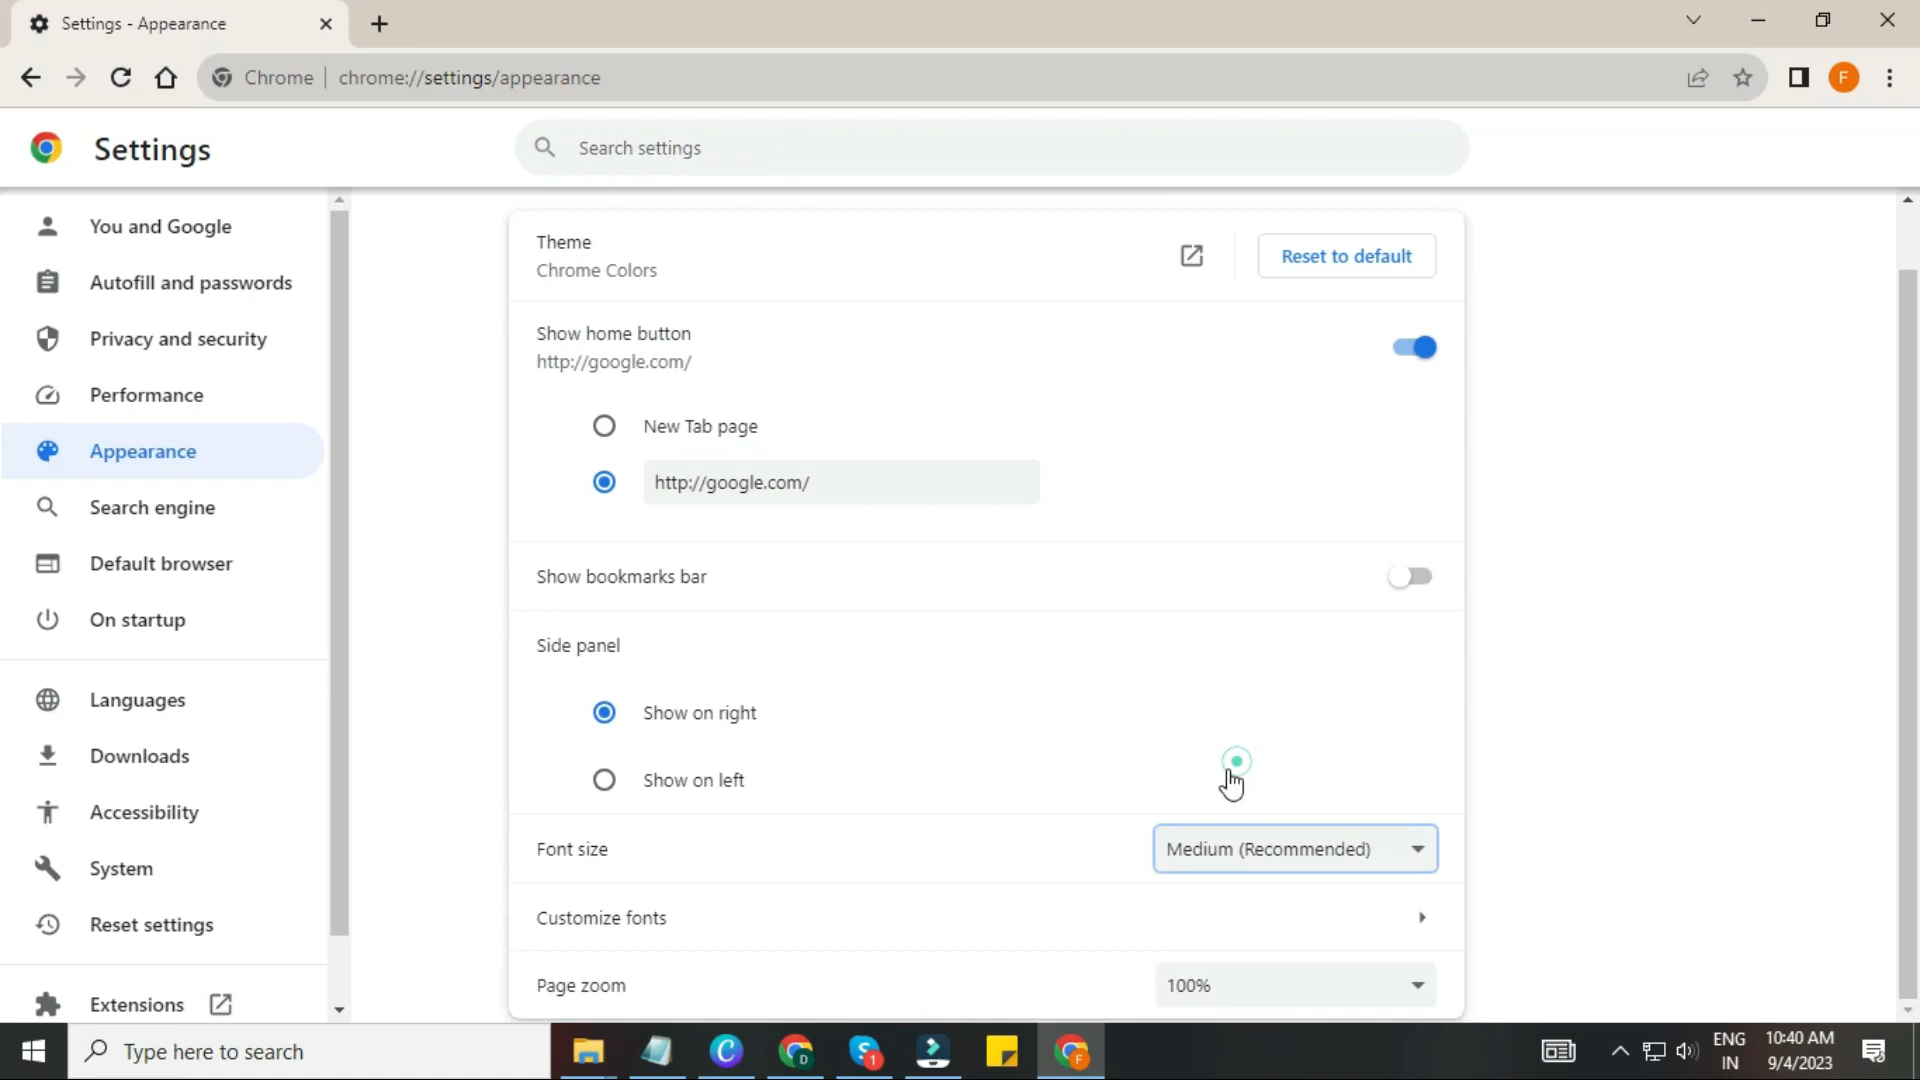 Settings - Appearance
Chrome | chrome://settings/appearance
F
Settings
Search settings
You and Google
Autofill and passwords
Privacy and security
Performance
Appearance
Search engine
Default browser
On startup
Languages
Downloads
Accessibility
System
Reset settings
Extensions
Theme
Chrome Colors
Reset to default
Show home button
http://google.com/
New Tab page
http://google.com/
Show bookmarks bar
Side panel
Show on right
Show on left
Font size
Medium (Recommended)
Customize fonts
Page zoom
100%
Type here to search
C
D
S
1
F
ENG
IN
10:40 AM
9/4/2023